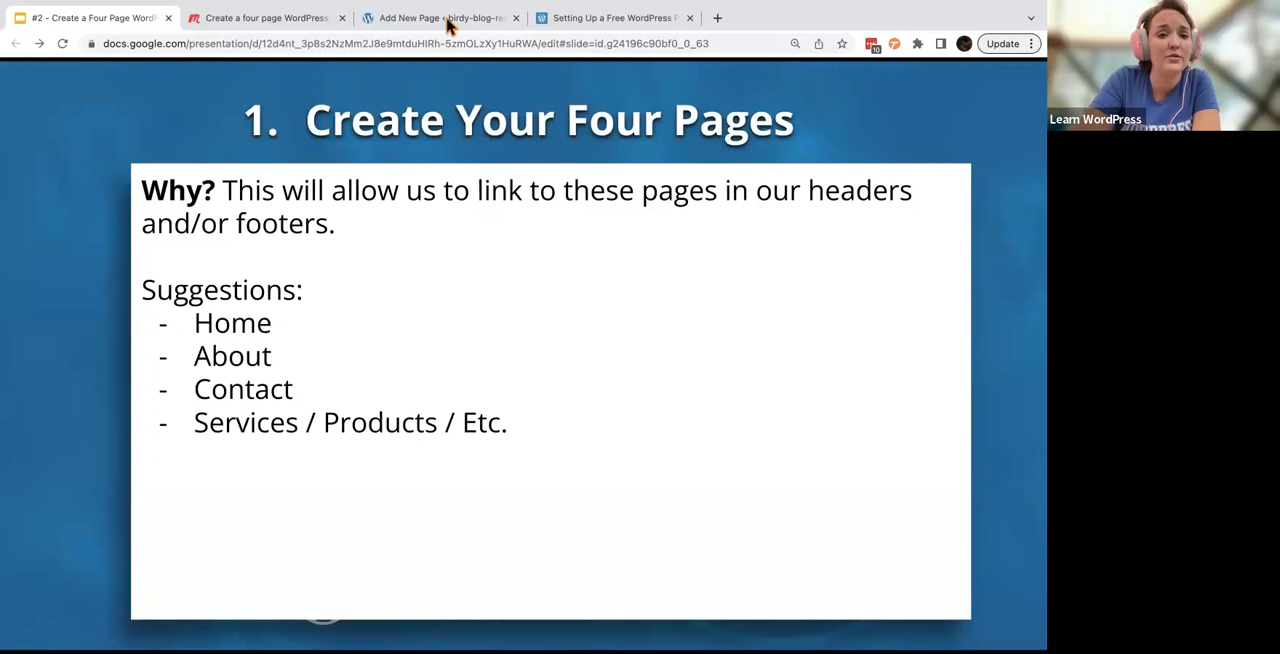 #2 - Create a Four Page WordP
Create a four page WordPress
Add New Page ‹ birdy-blog-re
Setting Up a Free WordPress P
docs.google.com/presentation/d/12d4nt_3p8s2NzMm2J8e9mtduHIRh-5zmOLzXy1HuRWA/edit#slide=id.g24196c90bf0_0_63
10
Update
1. Create Your Four Pages
Why? This will allow us to link to these pages in our headers
and/or footers.
Suggestions:
- Home
- About
- Contact
- Services / Products / Etc.
Learn WordPress